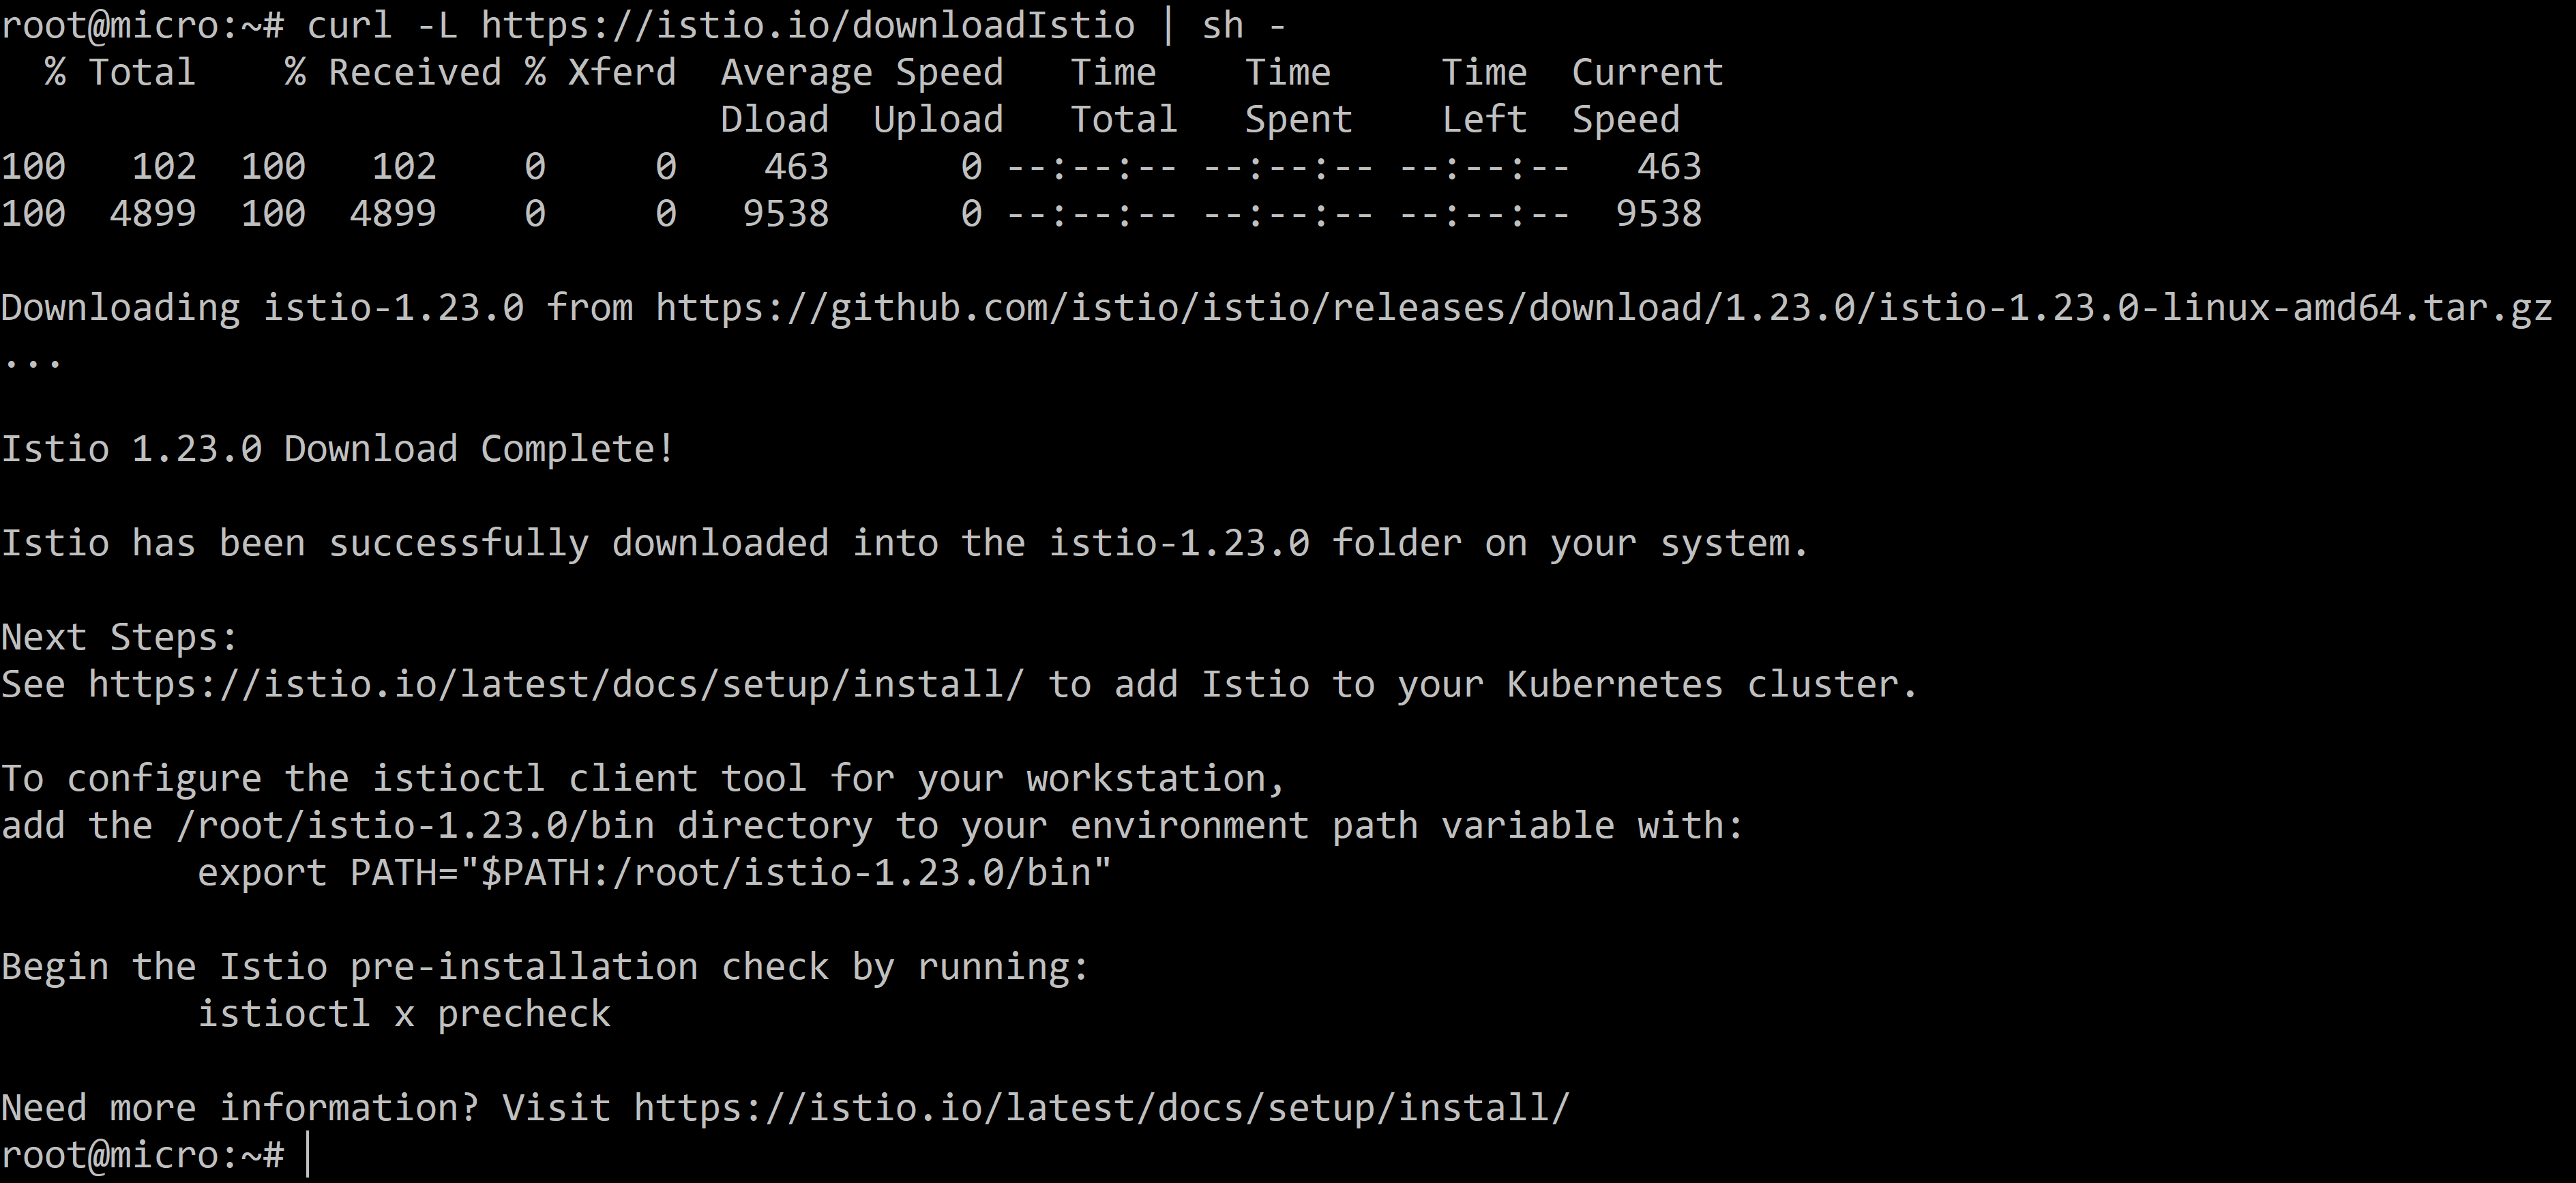 root@micro:~# curl -L https://istio.io/downloadIstio | sh -
  % Total    % Received % Xferd  Average Speed   Time    Time     Time  Current
                                 Dload  Upload   Total   Spent    Left  Speed
100   102  100   102    0     0    463      0 --:--:-- --:--:-- --:--:--   463
100  4899  100  4899    0     0   9538      0 --:--:-- --:--:-- --:--:--  9538

Downloading istio-1.23.0 from https://github.com/istio/istio/releases/download/1.23.0/istio-1.23.0-linux-amd64.tar.gz
...

Istio 1.23.0 Download Complete!

Istio has been successfully downloaded into the istio-1.23.0 folder on your system.

Next Steps:
See https://istio.io/latest/docs/setup/install/ to add Istio to your Kubernetes cluster.

To configure the istioctl client tool for your workstation,
add the /root/istio-1.23.0/bin directory to your environment path variable with:
         export PATH="$PATH:/root/istio-1.23.0/bin"

Begin the Istio pre-installation check by running:
         istioctl x precheck

Need more information? Visit https://istio.io/latest/docs/setup/install/
root@micro:~#